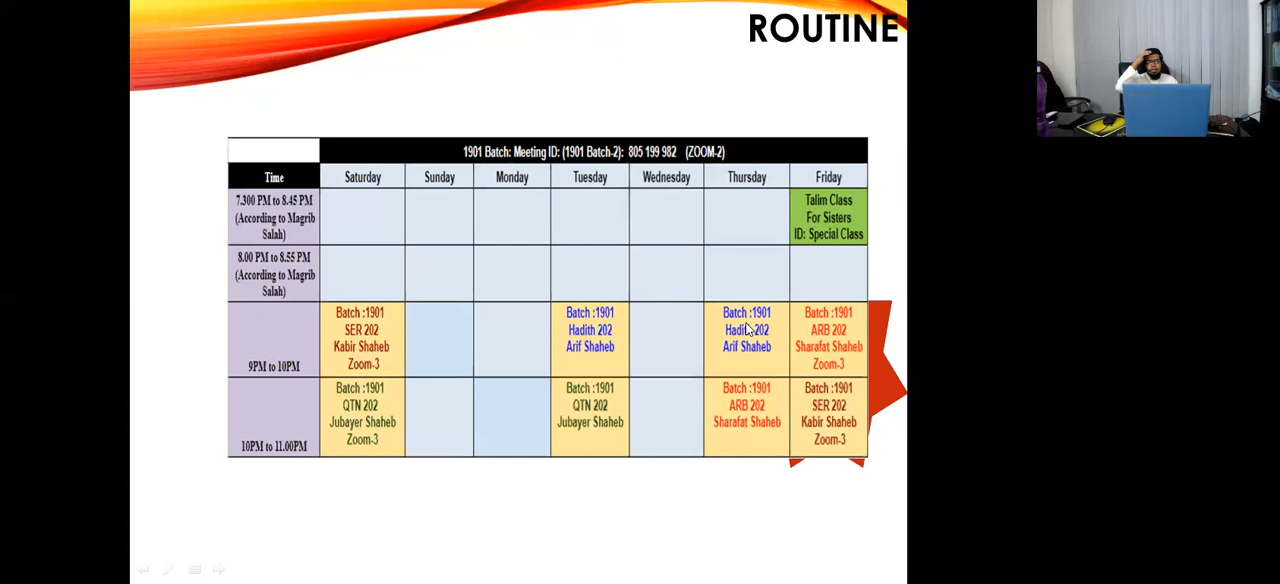 ROUTINE
1901 Batch: Meeting ID: (1901 Batch-2): 805 199 982 (ZOOM-2)
Time Saturday Sunday Monday Tuesday Wednesday Thursday Friday
7.300 PM to 8.45 PM
(According to Magrib
Salah)
Talim Class
For Sisters
ID: Special Class
8.00 PM to 8.55 PM
(According to Magrib
Salah)
9PM to 10PM
Batch :1901
SER 202
Kabir Shaheb
Zoom-3
Batch :1901
Hadith 202
Arif Shaheb
Batch :1901
Hadith 202
Arif Shaheb
Batch :1901
ARB 202
Sharafat Shaheb
Zoom-3
10PM to 11.00PM
Batch :1901
QTN 202
Jubayer Shaheb
Zoom-3
Batch :1901
QTN 202
Jubayer Shaheb
Batch :1901
ARB 202
Sharafat Shaheb
Batch :1901
SER 202
Kabir Shaheb
Zoom-3